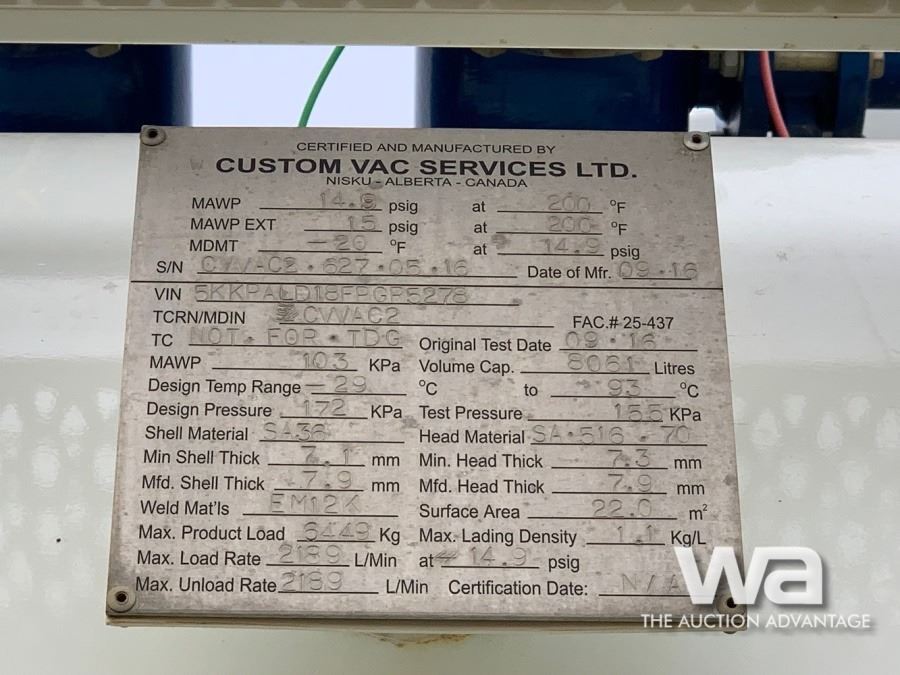 CERTIFIED AND MANUFACTURED BY
CUSTOM VAC SERVICES LTD.
NISKU - ALBERTA - CANADA
MAWP 14.9 psig at 200 °F
MAWP EXT 15 psig at 200 °F
MDMT -20 °F at 14.9 psig
S/N CVVAC2·627·05·16 Date of Mfr. 09·16
VIN 5KKPALD18FPGP5278
TCRN/MDIN CVVAC2 FAC.# 25-437
TC NOT·FOR·TDG Original Test Date 09·16
MAWP 103 KPa Volume Cap. 8061 Litres
Design Temp Range -29 °C to 93 °C
Design Pressure 172 KPa Test Pressure 155 KPa
Shell Material SA36 Head Material SA·516·70
Min Shell Thick 7.1 mm Min. Head Thick 7.3 mm
Mfd. Shell Thick 7.9 mm Mfd. Head Thick 7.9 mm
Weld Mat'ls EM12K Surface Area 22.0 m²
Max. Product Load 6449 Kg Max. Lading Density 1.1 Kg/L
Max. Load Rate 2199 L/Min at 14.9 psig
Max. Unload Rate 2199 L/Min Certification Date: N/A
wa
THE AUCTION ADVANTAGE